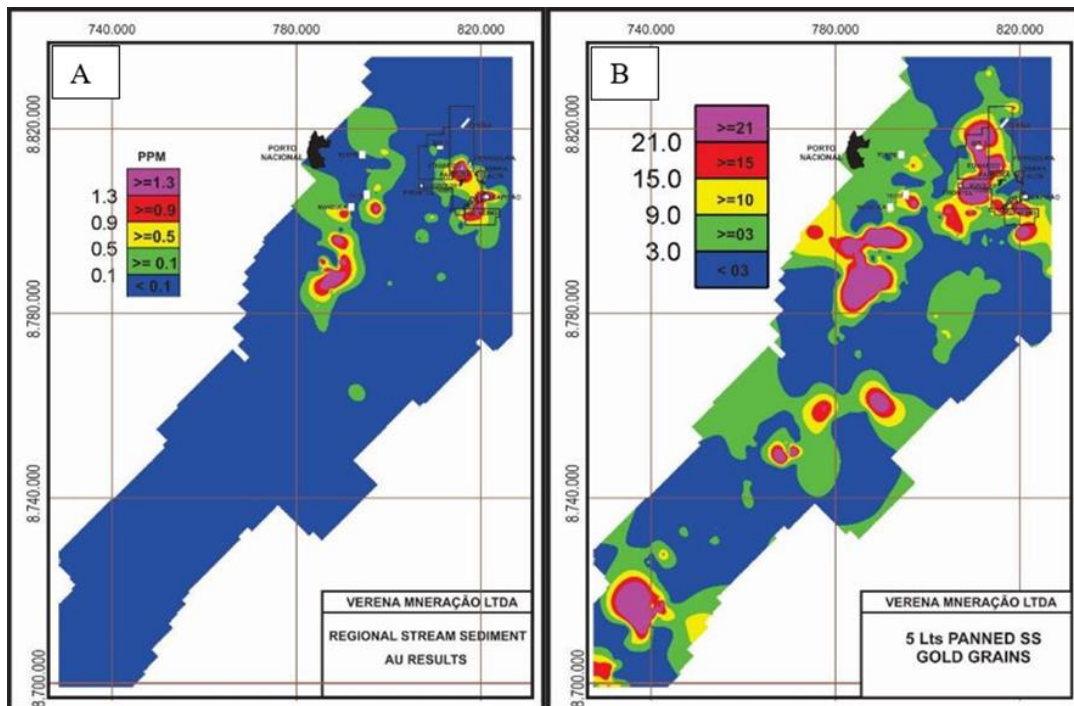 740.000 780.000 820.000
A
8.820.000
8.780.000
8.740.000
8.700.000
PORTO
NACIONAL
PPM
>=1.3
>=0.9
>=0.5
>= 0.1
< 0.1
1.3
0.9
0.5
0.1
VERENA MNERAÇÃO LTDA
REGIONAL STREAM SEDIMENT
AU RESULTS
740.000 780.000 820.000
B
8.820.000
8.780.000
8.740.000
8.700.000
PORTO
NACIONAL
>=21
>=15
>=10
>=03
< 03
21.0
15.0
9.0
3.0
VERENA MNERAÇÃO LTDA
5 Lts PANNED SS
GOLD GRAINS